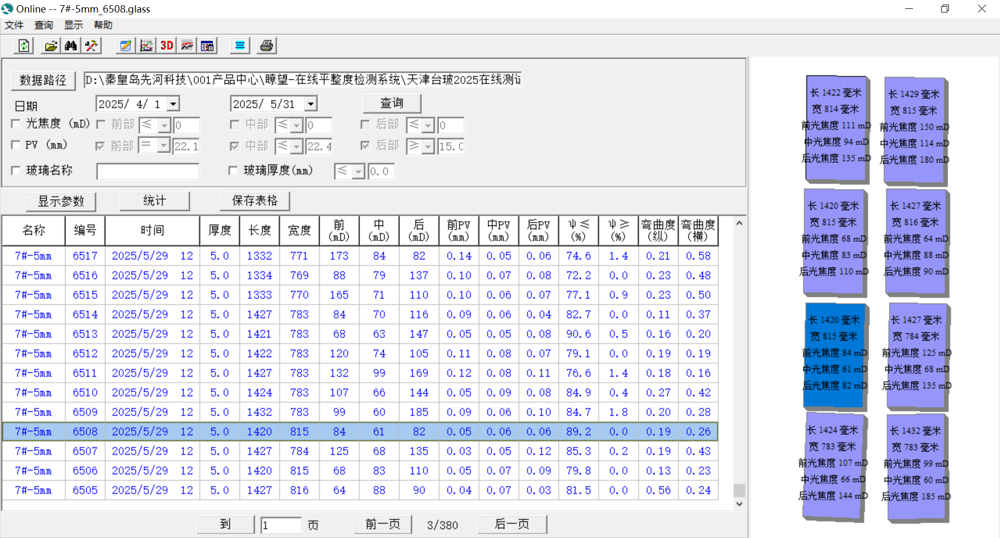 Online -- 7#-5mm_6508.glass
文件 查询 显示 帮助
3D
数据路径 D:\秦皇岛先河科技\001产品中心\瞭望-在线平整度检测系统\天津台玻2025在线测
日期 2025/ 4/ 1 2025/ 5/31 查询
光焦度 (mD) 前部 ≤ 0 中部 ≤ 0 后部 ≤ 0
PV (mm) 前部 = 22.1 中部 ≤ 22.4 后部 ≥ 15.0
玻璃名称 玻璃厚度(mm) ≤ 0.0
显示参数 统计 保存表格
名称 编号 时间 厚度 长度 宽度 前(mD) 中(mD) 后(mD) 前PV(mm) 中PV(mm) 后PV(mm) ψ≤(%) ψ≥(%) 弯曲度(纵) 弯曲度(横)
7#-5mm 6517 2025/5/29 12 5.0 1332 771 173 84 82 0.14 0.05 0.06 74.6 1.4 0.21 0.58
7#-5mm 6516 2025/5/29 12 5.0 1334 769 88 79 137 0.10 0.07 0.08 72.2 0.0 0.23 0.48
7#-5mm 6515 2025/5/29 12 5.0 1333 770 165 71 110 0.10 0.06 0.07 77.1 0.9 0.23 0.50
7#-5mm 6514 2025/5/29 12 5.0 1427 783 84 70 116 0.09 0.06 0.04 82.7 0.0 0.11 0.37
7#-5mm 6513 2025/5/29 12 5.0 1421 783 68 63 147 0.05 0.05 0.08 90.6 0.5 0.16 0.20
7#-5mm 6512 2025/5/29 12 5.0 1422 783 120 74 105 0.11 0.08 0.07 79.1 0.0 0.19 0.19
7#-5mm 6511 2025/5/29 12 5.0 1427 783 132 99 169 0.12 0.08 0.11 76.6 1.4 0.18 0.16
7#-5mm 6510 2025/5/29 12 5.0 1424 783 107 66 144 0.05 0.09 0.08 84.9 0.4 0.27 0.42
7#-5mm 6509 2025/5/29 12 5.0 1432 783 99 60 185 0.09 0.06 0.10 84.7 1.8 0.20 0.28
7#-5mm 6508 2025/5/29 12 5.0 1420 815 84 61 82 0.05 0.06 0.06 89.2 0.0 0.19 0.26
7#-5mm 6507 2025/5/29 12 5.0 1427 784 125 68 135 0.03 0.05 0.12 85.3 0.2 0.19 0.43
7#-5mm 6506 2025/5/29 12 5.0 1420 815 68 83 110 0.05 0.07 0.09 79.8 0.0 0.13 0.23
7#-5mm 6505 2025/5/29 12 5.0 1427 816 64 88 90 0.04 0.07 0.03 81.5 0.0 0.56 0.24
到 1 页 前一页 3/380 后一页
长 1422 毫米
宽 814 毫米
前光焦度 111 mD
中光焦度 94 mD
后光焦度 135 mD
长 1429 毫米
宽 815 毫米
前光焦度 150 mD
中光焦度 114 mD
后光焦度 180 mD
长 1420 毫米
宽 815 毫米
前光焦度 68 mD
中光焦度 83 mD
后光焦度 110 mD
长 1427 毫米
宽 816 毫米
前光焦度 64 mD
中光焦度 88 mD
后光焦度 90 mD
长 1420 毫米
宽 815 毫米
前光焦度 84 mD
中光焦度 61 mD
后光焦度 82 mD
长 1427 毫米
宽 784 毫米
前光焦度 125 mD
中光焦度 68 mD
后光焦度 135 mD
长 1424 毫米
宽 783 毫米
前光焦度 107 mD
中光焦度 66 mD
后光焦度 144 mD
长 1432 毫米
宽 783 毫米
前光焦度 99 mD
中光焦度 60 mD
后光焦度 185 mD